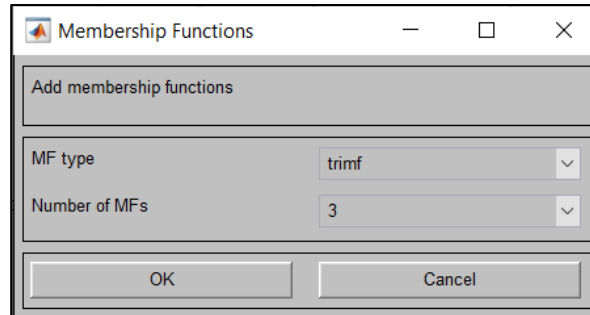 Membership Functions
Add membership functions
MF type
trimf
Number of MFs
3
OK
Cancel